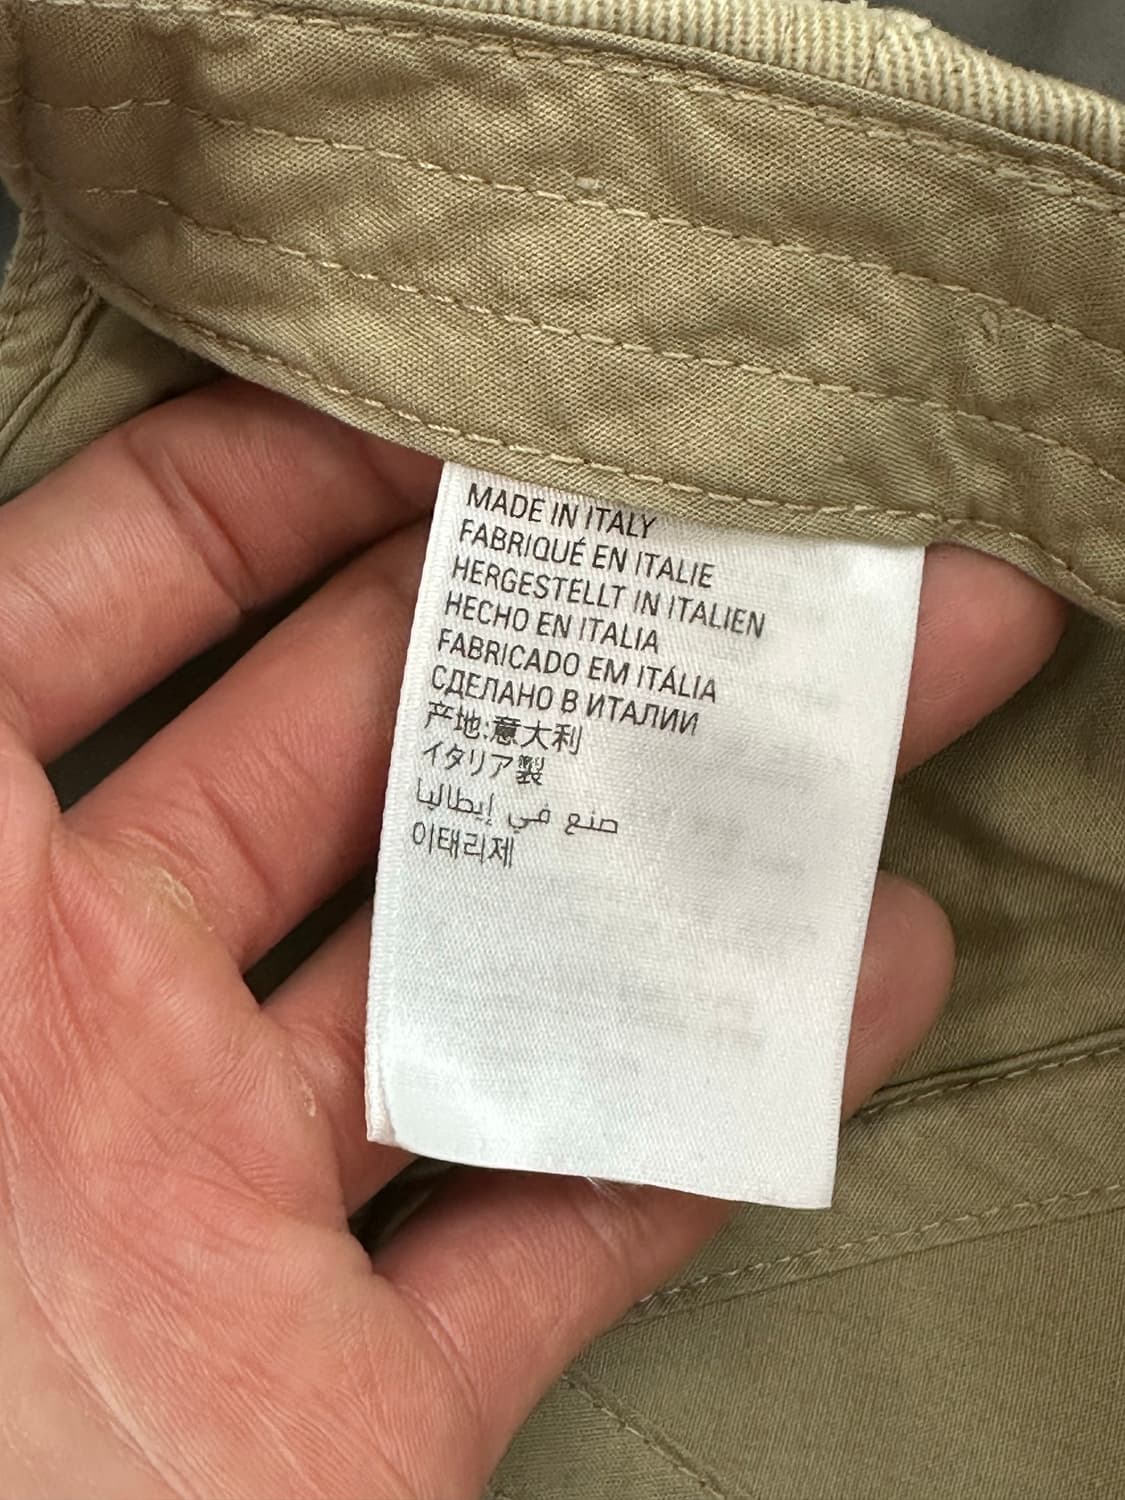 MADE IN ITALY
FABRIQUÉ EN ITALIE
HERGESTELLT IN ITALIEN
HECHO EN ITALIA
FABRICADO EM ITÁLIA
СДЕЛАНО В ИТАЛИИ
产地:意大利
イタリア製
صنع في إيطاليا
이태리제